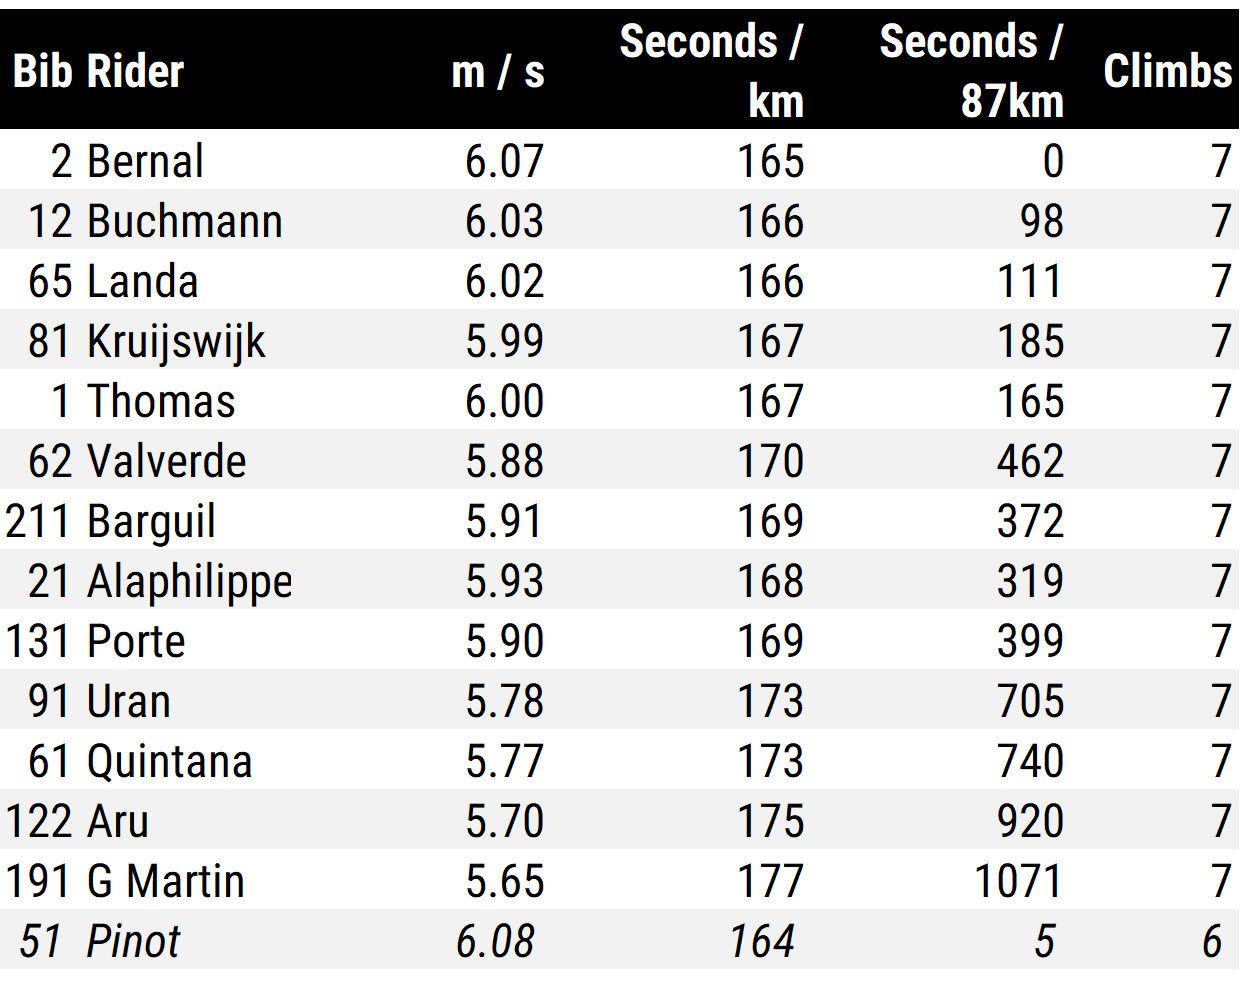 Bib Rider m / s Seconds / km Seconds / 87km Climbs
2 Bernal 6.07 165 0 7
12 Buchmann 6.03 166 98 7
65 Landa 6.02 166 111 7
81 Kruijswijk 5.99 167 185 7
1 Thomas 6.00 167 165 7
62 Valverde 5.88 170 462 7
211 Barguil 5.91 169 372 7
21 Alaphilippe 5.93 168 319 7
131 Porte 5.90 169 399 7
91 Uran 5.78 173 705 7
61 Quintana 5.77 173 740 7
122 Aru 5.70 175 920 7
191 G Martin 5.65 177 1071 7
51 Pinot 6.08 164 5 6